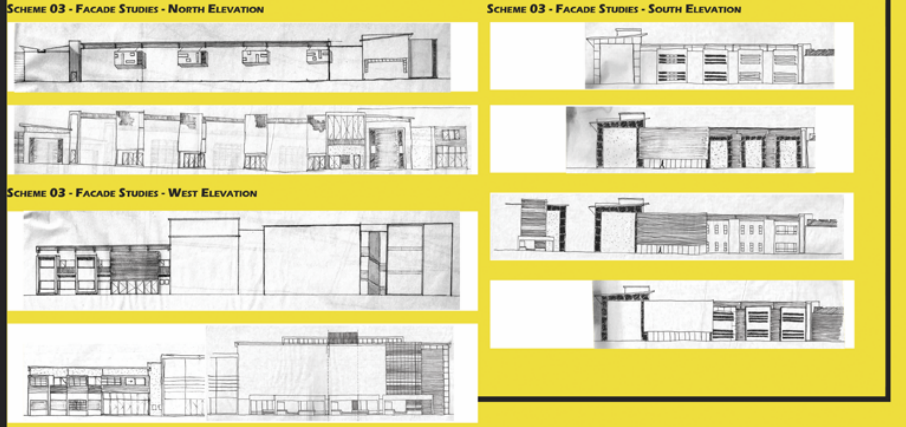 Scheme 03 - Facade Studies - North Elevation
Scheme 03 - Facade Studies - West Elevation
Scheme 03 - Facade Studies - South Elevation